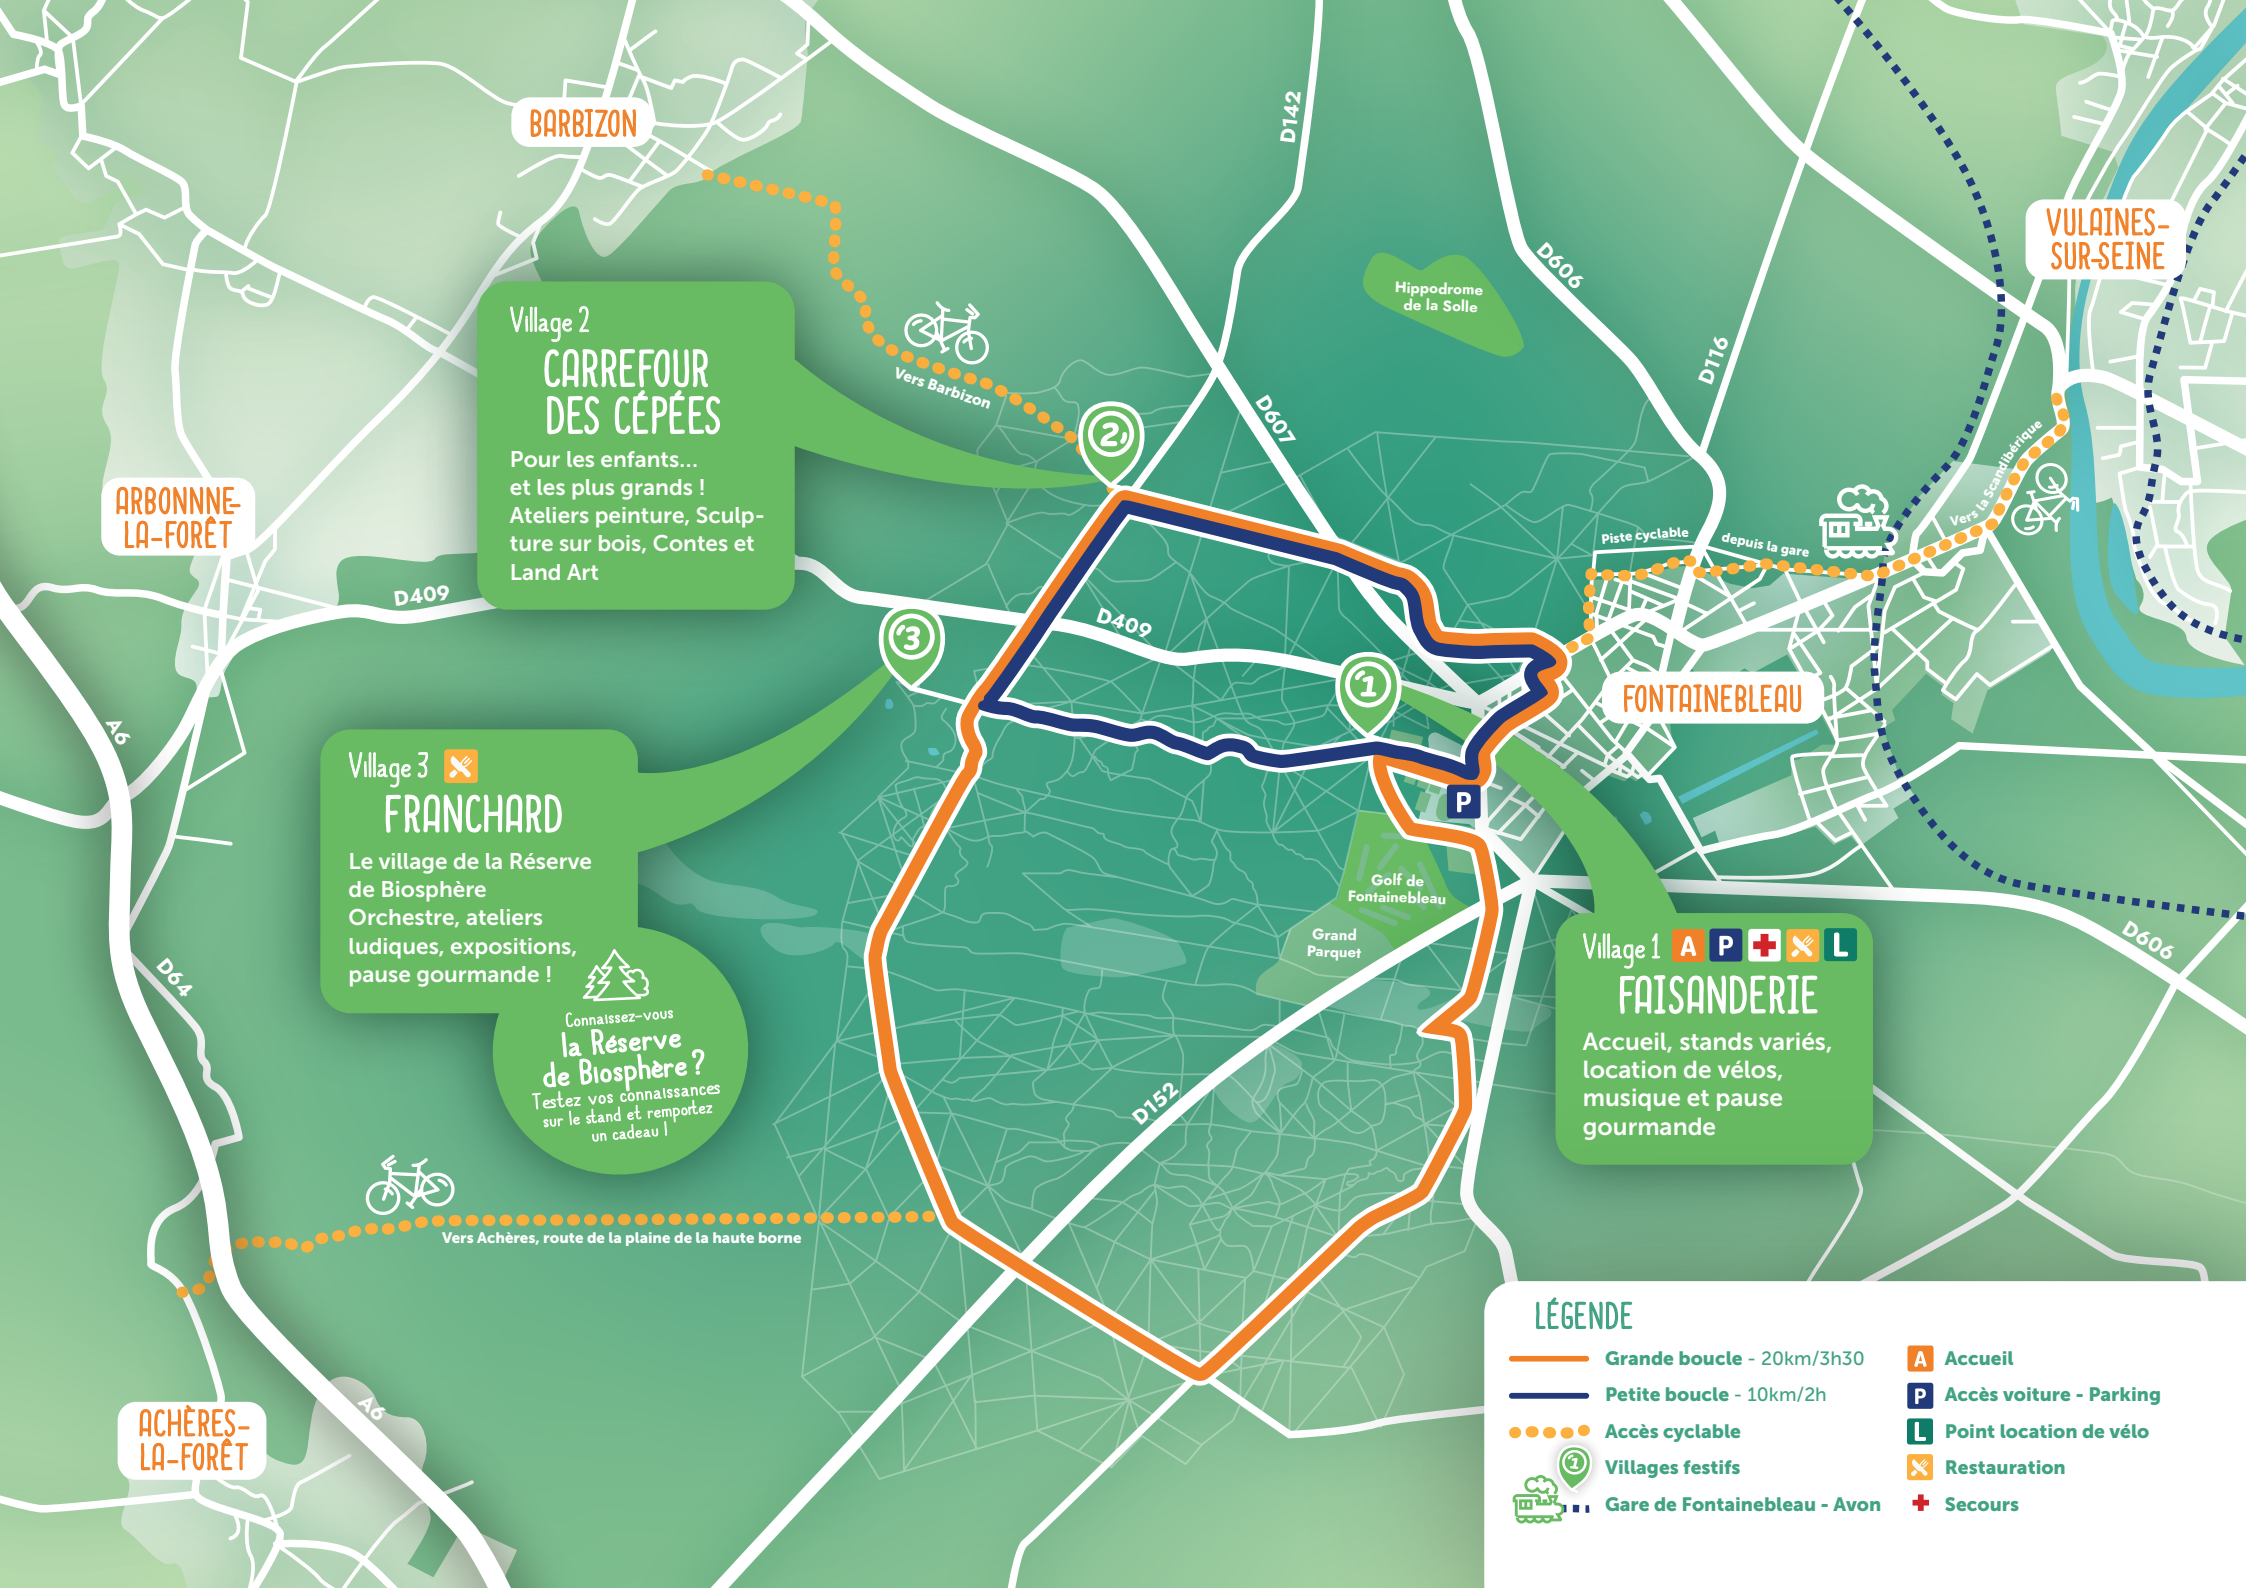 BARBIZON
D142
D606
Hippodrome
de la Solle
D116
VULAINES-
SUR-SEINE
Village 2
CARREFOUR
DES CÉPÉES
Pour les enfants...
et les plus grands !
Ateliers peinture, Sculp-
ture sur bois, Contes et
Land Art
Vers Barbizon
2
D607
Vers la Scandibérique
Piste cyclable
depuis la gare
ARBONNNE-
LA-FORÊT
D409
D409
3
1
FONTAINEBLEAU
A6
P
Village 3
FRANCHARD
Le village de la Réserve
de Biosphère
Orchestre, ateliers
ludiques, expositions,
pause gourmande !
Connaissez-vous
la Réserve
de Biosphère ?
Testez vos connaissances
sur le stand et remportez
un cadeau !
Golf de
Fontainebleau
Grand
Parquet
D606
D64
D152
Village 1 A P L
FAISANDERIE
Accueil, stands variés,
location de vélos,
musique et pause
gourmande
Vers Achères, route de la plaine de la haute borne
ACHÈRES-
LA-FORÊT
A6
LÉGENDE
Grande boucle - 20km/3h30
Petite boucle - 10km/2h
Accès cyclable
1 Villages festifs
Gare de Fontainebleau - Avon
A Accueil
P Accès voiture - Parking
L Point location de vélo
Restauration
Secours